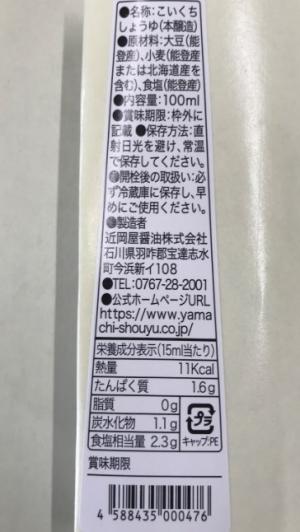 ●名称:こいくち
しょうゆ(本醸造)
●原材料:大豆(能
登産)、小麦(能登産
または北海道産を
含む)、食塩(能登産)
●内容量:100ml
●賞味期限:枠外に
記載 ●保存方法:直
射日光を避け、常温
で保存してください。
●開栓後の取扱い:必
ず冷蔵庫に保存し、早
めにご使用ください。
●製造者
近岡屋醤油株式会社
石川県羽咋郡宝達志水
町今浜新イ108
●TEL:0767-28-2001
●公式ホームページURL
https://www.yama
chi-shouyu.co.jp/
栄養成分表示(15ml当たり)
熱量 11Kcal
たんぱく質 1.6g
脂質 0g
炭水化物 1.1g
食塩相当量 2.3g
プラ
キャップ:PE
賞味期限
4 588435 000476